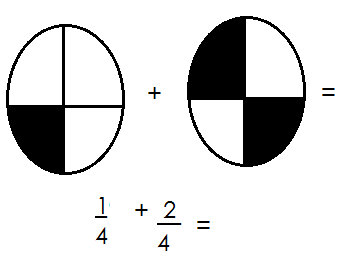 + =
1/4 + 2/4 =